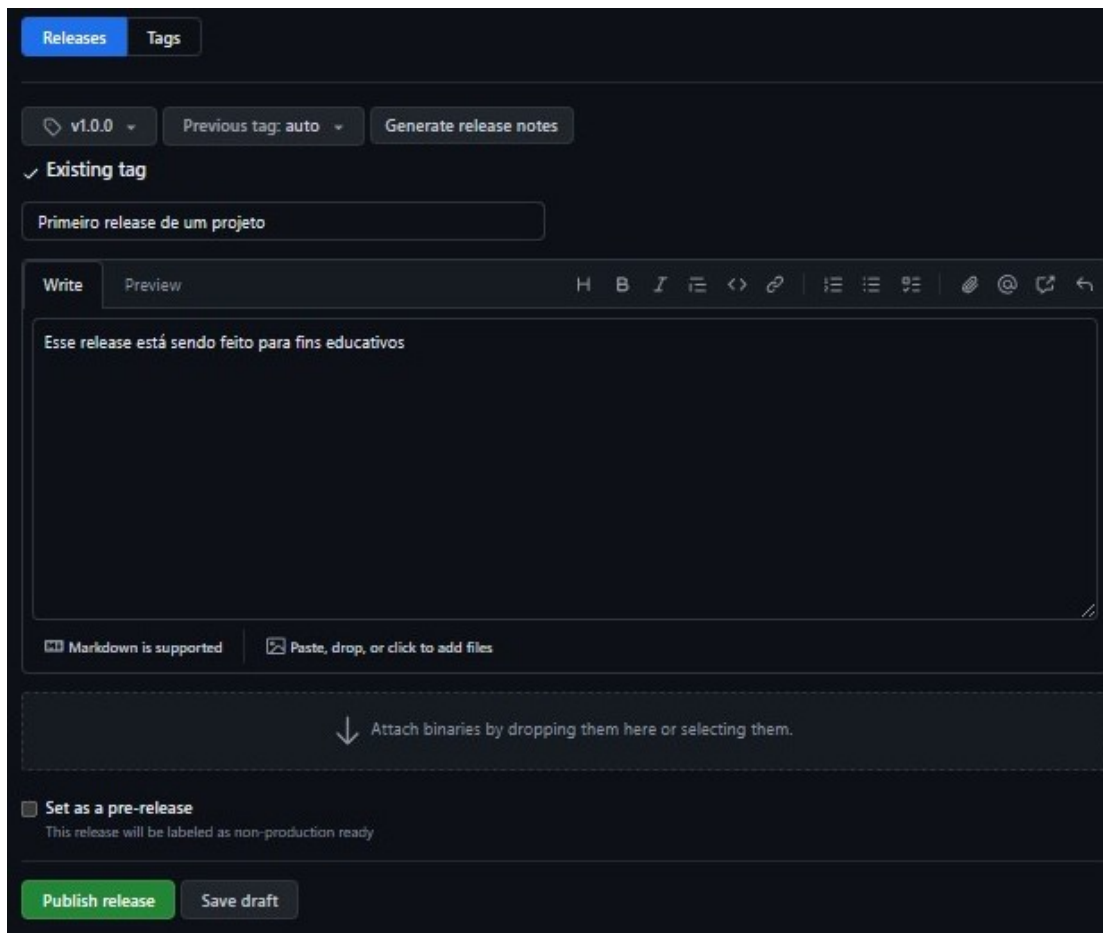 Releases Tags
v1.0.0 Previous tag: auto Generate release notes
Existing tag
Primeiro release de um projeto
Write Preview H B I @
Esse release está sendo feito para fins educativos
Markdown is supported Paste, drop, or click to add files
Attach binaries by dropping them here or selecting them.
Set as a pre-release
This release will be labeled as non-production ready
Publish release Save draft